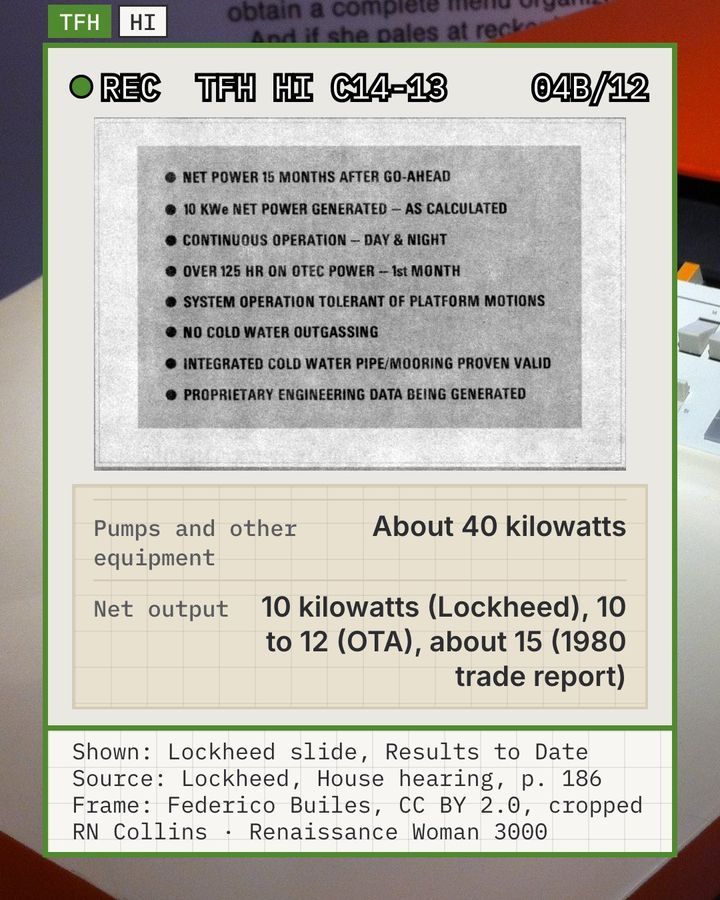 obtain a complete menu organiz
And if she pales at recko
TFH HI
REC TFH HI C14-13 04B/12
NET POWER 15 MONTHS AFTER GO-AHEAD
10 KWe NET POWER GENERATED – AS CALCULATED
CONTINUOUS OPERATION – DAY & NIGHT
OVER 125 HR ON OTEC POWER – 1st MONTH
SYSTEM OPERATION TOLERANT OF PLATFORM MOTIONS
NO COLD WATER OUTGASSING
INTEGRATED COLD WATER PIPE/MOORING PROVEN VALID
PROPRIETARY ENGINEERING DATA BEING GENERATED
Pumps and other About 40 kilowatts
equipment
Net output 10 kilowatts (Lockheed), 10
to 12 (OTA), about 15 (1980
trade report)
Shown: Lockheed slide, Results to Date
Source: Lockheed, House hearing, p. 186
Frame: Federico Builes, CC BY 2.0, cropped
RN Collins · Renaissance Woman 3000